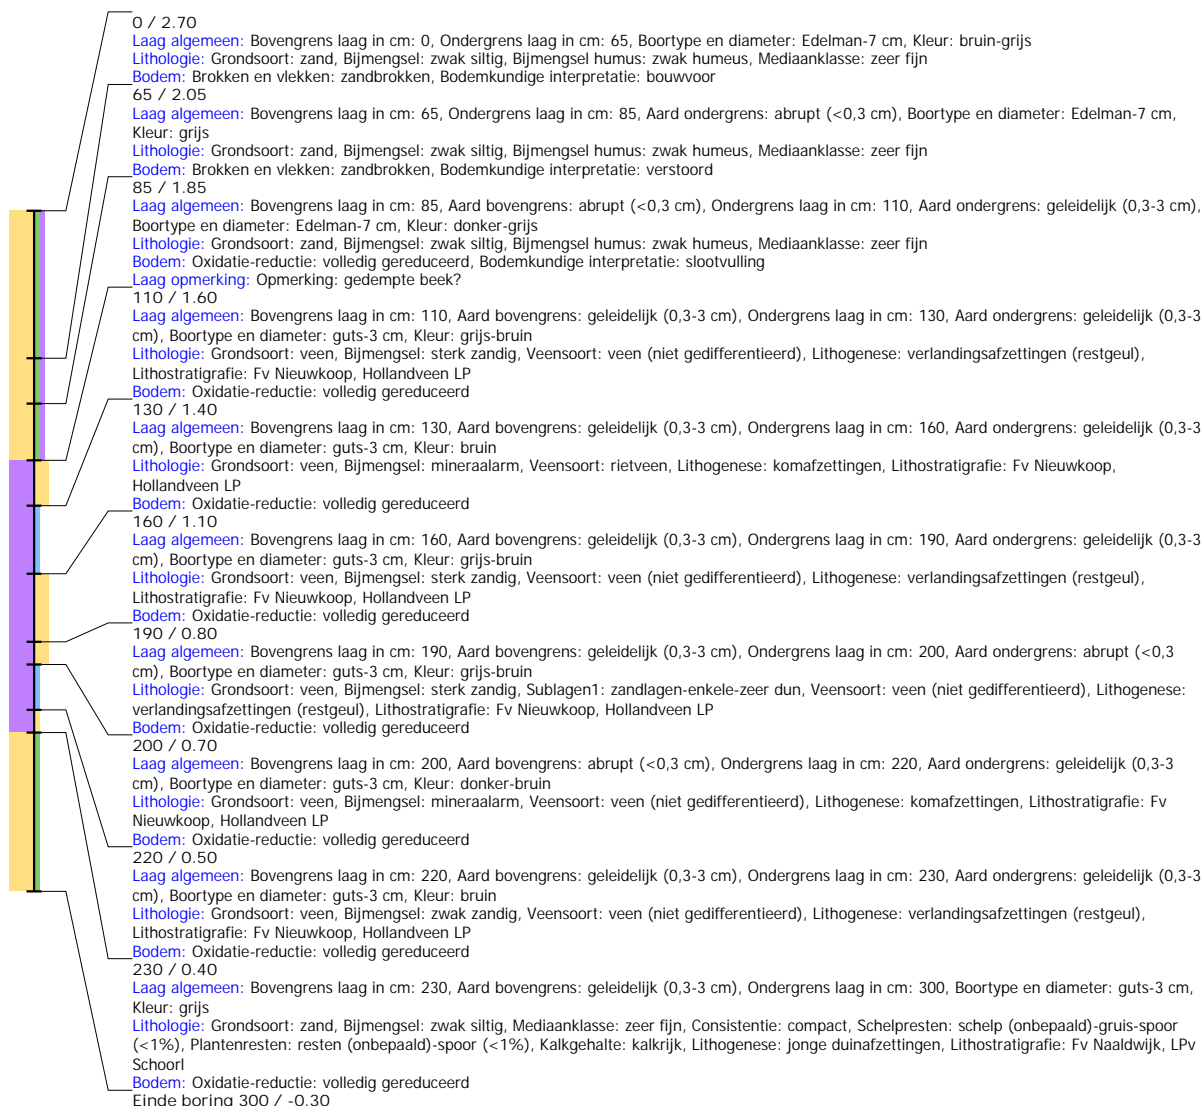 0 / 2.70
Laag algemeen: Bovengrens laag in cm: 0, Ondergrens laag in cm: 65, Boortype en diameter: Edelman-7 cm, Kleur: bruin-grijs
Lithologie: Grondsoort: zand, Bijmengsel: zwak siltig, Bijmengsel humus: zwak humeus, Mediaanklasse: zeer fijn
Bodem: Brokken en vlekken: zandbrokken, Bodemkundige interpretatie: bouwvoor
65 / 2.05
Laag algemeen: Bovengrens laag in cm: 65, Ondergrens laag in cm: 85, Aard ondergrens: abrupt (<0,3 cm), Boortype en diameter: Edelman-7 cm,
Kleur: grijs
Lithologie: Grondsoort: zand, Bijmengsel: zwak siltig, Bijmengsel humus: zwak humeus, Mediaanklasse: zeer fijn
Bodem: Brokken en vlekken: zandbrokken, Bodemkundige interpretatie: verstoord
85 / 1.85
Laag algemeen: Bovengrens laag in cm: 85, Aard bovengrens: abrupt (<0,3 cm), Ondergrens laag in cm: 110, Aard ondergrens: geleidelijk (0,3-3 cm),
Boortype en diameter: Edelman-7 cm, Kleur: donker-grijs
Lithologie: Grondsoort: zand, Bijmengsel: zwak siltig, Bijmengsel humus: zwak humeus, Mediaanklasse: zeer fijn
Bodem: Oxidatie-reductie: volledig gereduceerd, Bodemkundige interpretatie: slootvulling
Laag opmerking: Opmerking: gedempte beek?
110 / 1.60
Laag algemeen: Bovengrens laag in cm: 110, Aard bovengrens: geleidelijk (0,3-3 cm), Ondergrens laag in cm: 130, Aard ondergrens: geleidelijk (0,3-3
cm), Boortype en diameter: guts-3 cm, Kleur: grijs-bruin
Lithologie: Grondsoort: veen, Bijmengsel: sterk zandig, Veensoort: veen (niet gedifferentieerd), Lithogenese: verlandingsafzettingen (restgeul),
Lithostratigrafie: Fv Nieuwkoop, Hollandveen LP
Bodem: Oxidatie-reductie: volledig gereduceerd
130 / 1.40
Laag algemeen: Bovengrens laag in cm: 130, Aard bovengrens: geleidelijk (0,3-3 cm), Ondergrens laag in cm: 160, Aard ondergrens: geleidelijk (0,3-3
cm), Boortype en diameter: guts-3 cm, Kleur: bruin
Lithologie: Grondsoort: veen, Bijmengsel: mineraalarm, Veensoort: rietveen, Lithogenese: komafzettingen, Lithostratigrafie: Fv Nieuwkoop,
Hollandveen LP
Bodem: Oxidatie-reductie: volledig gereduceerd
160 / 1.10
Laag algemeen: Bovengrens laag in cm: 160, Aard bovengrens: geleidelijk (0,3-3 cm), Ondergrens laag in cm: 190, Aard ondergrens: geleidelijk (0,3-3
cm), Boortype en diameter: guts-3 cm, Kleur: grijs-bruin
Lithologie: Grondsoort: veen, Bijmengsel: sterk zandig, Veensoort: veen (niet gedifferentieerd), Lithogenese: verlandingsafzettingen (restgeul),
Lithostratigrafie: Fv Nieuwkoop, Hollandveen LP
Bodem: Oxidatie-reductie: volledig gereduceerd
190 / 0.80
Laag algemeen: Bovengrens laag in cm: 190, Aard bovengrens: geleidelijk (0,3-3 cm), Ondergrens laag in cm: 200, Aard ondergrens: abrupt (<0,3
cm), Boortype en diameter: guts-3 cm, Kleur: grijs-bruin
Lithologie: Grondsoort: veen, Bijmengsel: sterk zandig, Sublagen1: zandlagen-enkele-zeer dun, Veensoort: veen (niet gedifferentieerd), Lithogenese:
verlandingsafzettingen (restgeul), Lithostratigrafie: Fv Nieuwkoop, Hollandveen LP
Bodem: Oxidatie-reductie: volledig gereduceerd
200 / 0.70
Laag algemeen: Bovengrens laag in cm: 200, Aard bovengrens: abrupt (<0,3 cm), Ondergrens laag in cm: 220, Aard ondergrens: geleidelijk (0,3-3
cm), Boortype en diameter: guts-3 cm, Kleur: donker-bruin
Lithologie: Grondsoort: veen, Bijmengsel: mineraalarm, Veensoort: veen (niet gedifferentieerd), Lithogenese: komafzettingen, Lithostratigrafie: Fv
Nieuwkoop, Hollandveen LP
Bodem: Oxidatie-reductie: volledig gereduceerd
220 / 0.50
Laag algemeen: Bovengrens laag in cm: 220, Aard bovengrens: geleidelijk (0,3-3 cm), Ondergrens laag in cm: 230, Aard ondergrens: geleidelijk (0,3-3
cm), Boortype en diameter: guts-3 cm, Kleur: bruin
Lithologie: Grondsoort: veen, Bijmengsel: zwak zandig, Veensoort: veen (niet gedifferentieerd), Lithogenese: verlandingsafzettingen (restgeul),
Lithostratigrafie: Fv Nieuwkoop, Hollandveen LP
Bodem: Oxidatie-reductie: volledig gereduceerd
230 / 0.40
Laag algemeen: Bovengrens laag in cm: 230, Aard bovengrens: geleidelijk (0,3-3 cm), Ondergrens laag in cm: 300, Boortype en diameter: guts-3 cm,
Kleur: grijs
Lithologie: Grondsoort: zand, Bijmengsel: zwak siltig, Mediaanklasse: zeer fijn, Consistentie: compact, Schelpresten: schelp (onbepaald)-gruis-spoor
(<1%), Plantenresten: resten (onbepaald)-spoor (<1%), Kalkgehalte: kalkrijk, Lithogenese: jonge duinafzettingen, Lithostratigrafie: Fv Naaldwijk, LPv
Schoorl
Bodem: Oxidatie-reductie: volledig gereduceerd
Einde boring 300 / -0.30